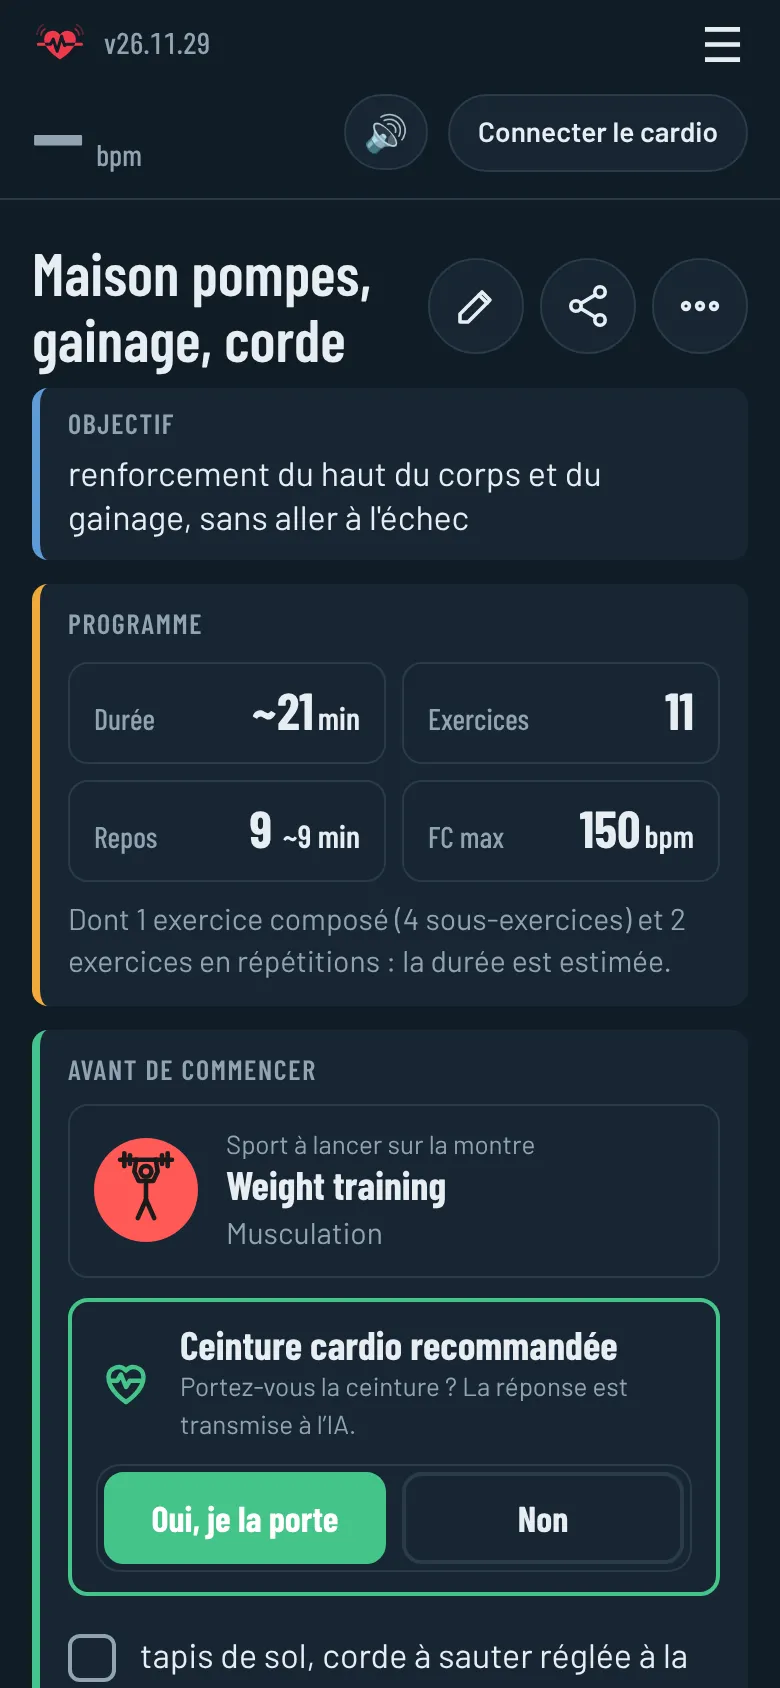 v26.11.29
bpm
Connecter le cardio
Maison pompes,
gainage, corde
OBJECTIF
renforcement du haut du corps et du
gainage, sans aller à l'échec
PROGRAMME
Durée ~21 min
Exercices 11
Repos 9 ~9 min
FC max 150 bpm
Dont 1 exercice composé (4 sous-exercices) et 2
exercices en répétitions : la durée est estimée.
AVANT DE COMMENCER
Sport à lancer sur la montre
Weight training
Musculation
Ceinture cardio recommandée
Portez-vous la ceinture ? La réponse est
transmise à l’IA.
Oui, je la porte
Non
tapis de sol, corde à sauter réglée à la